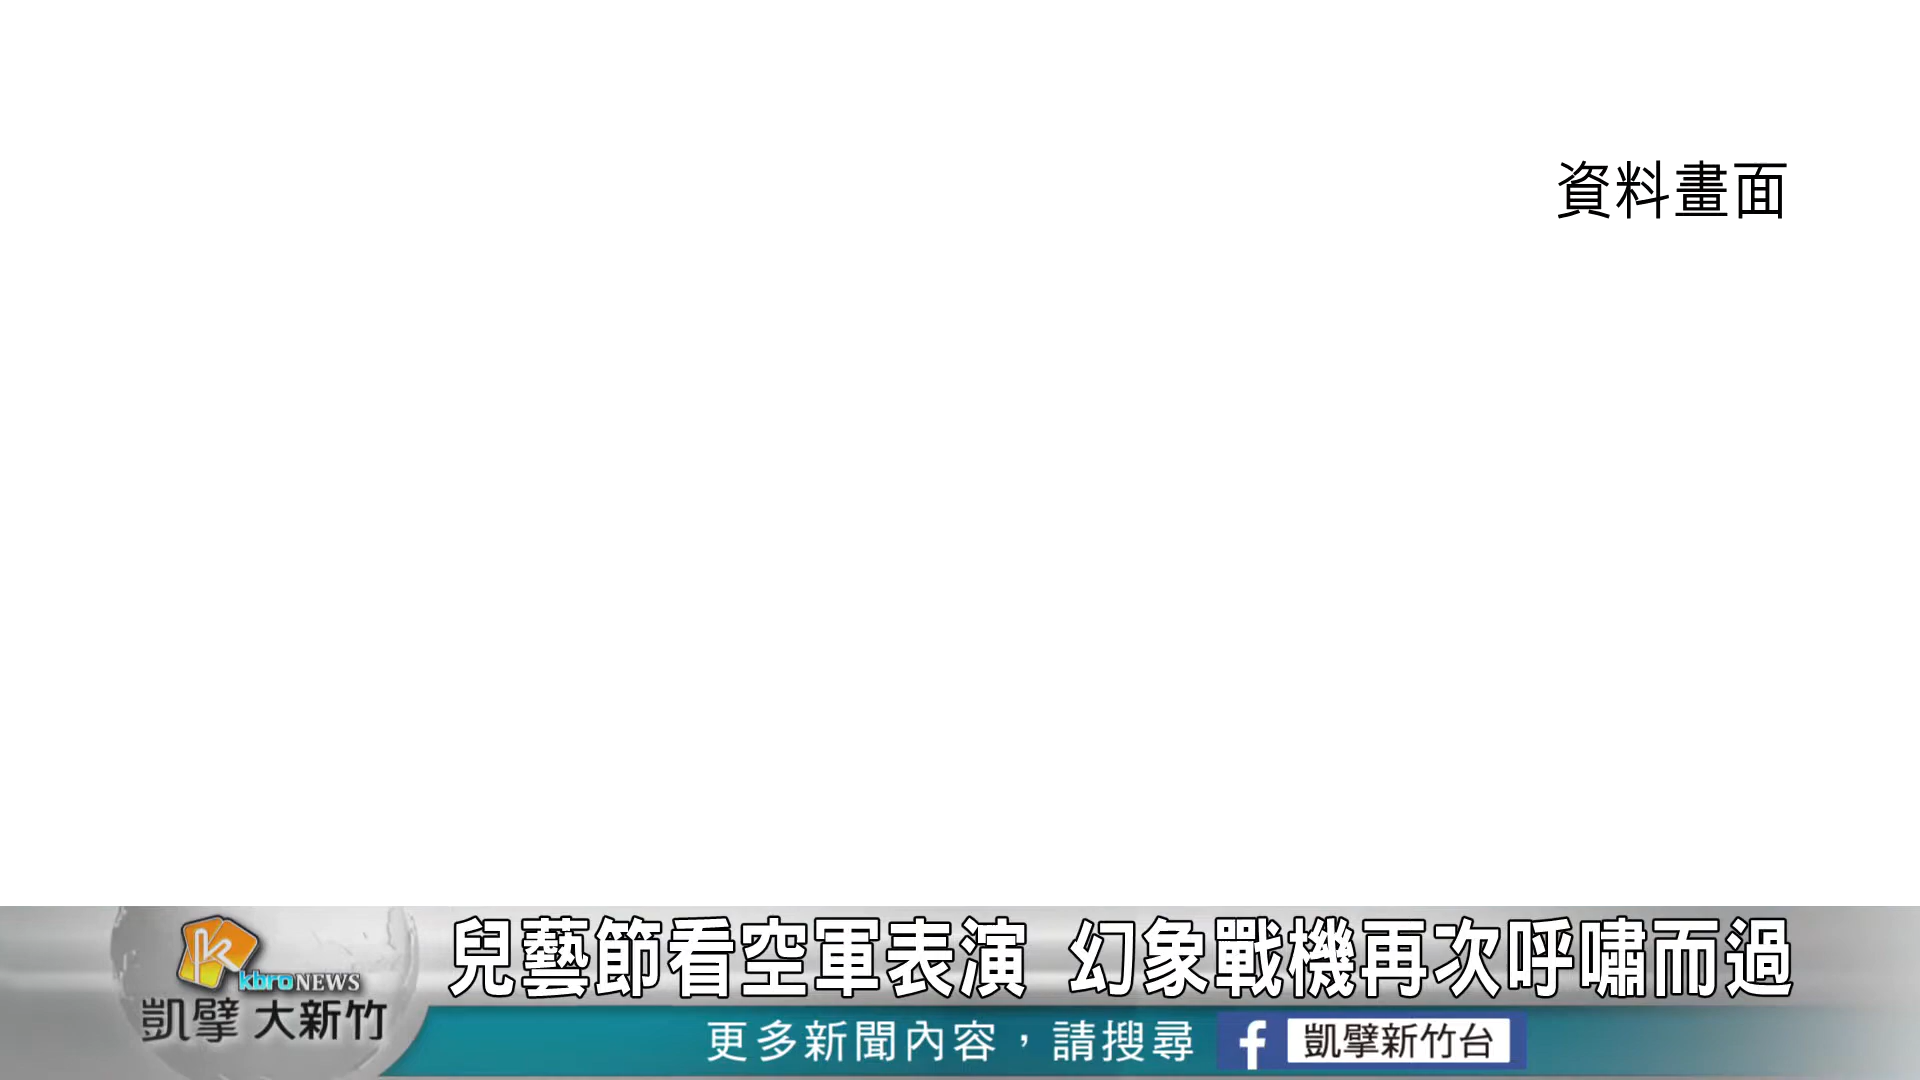 資料畫面
兒藝節看空軍表演 幻象戰機再次呼嘯而過
kbro NEWS
凱擘 大新竹
更多新聞內容，請搜尋 f 凱擘新竹台